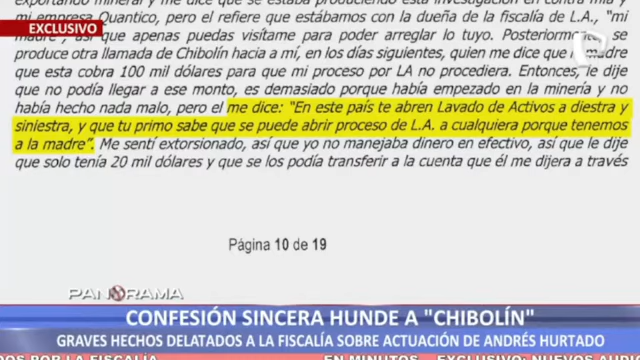 exportando mineral y me dice que se estaba produciendo esta investigación en contra mía y
mi empresa Quantico, pero el refiere que estábamos con la dueña de la fiscalía de L.A., "mi
EXCLUSIVO
que apenas puedas visítame para poder arreglar lo tuyo. Posteriormente se
produce otra llamada de Chibolín hacia a mí, en los días siguientes, quien me dice que la madre
que esta cobra 100 mil dólares para que mi proceso por LA no procediera. Entonces, le dije
que no podía llegar a ese monto, es demasiado porque había empezado en la minería y no
había hecho nada malo, pero el me dice: "En este país te abren Lavado de Activos a diestra y
siniestra, y que tu primo sabe que se puede abrir proceso de L.A. a cualquiera porque tenemos
a la madre". Me sentí extorsionado, así que yo no manejaba dinero en efectivo, así que le dije
que solo tenía 20 mil dólares y que se los podía transferir a la cuenta que él me dijera a través
Página 10 de 19
PANORAMA
CONFESIÓN SINCERA HUNDE A "CHIBOLÍN"
GRAVES HECHOS DELATADOS A LA FISCALÍA SOBRE ACTUACIÓN DE ANDRÉS HURTADO
DOS POR LA FISCALÍA EN MINUTOS - EXCLUSIVO: NUEVOS